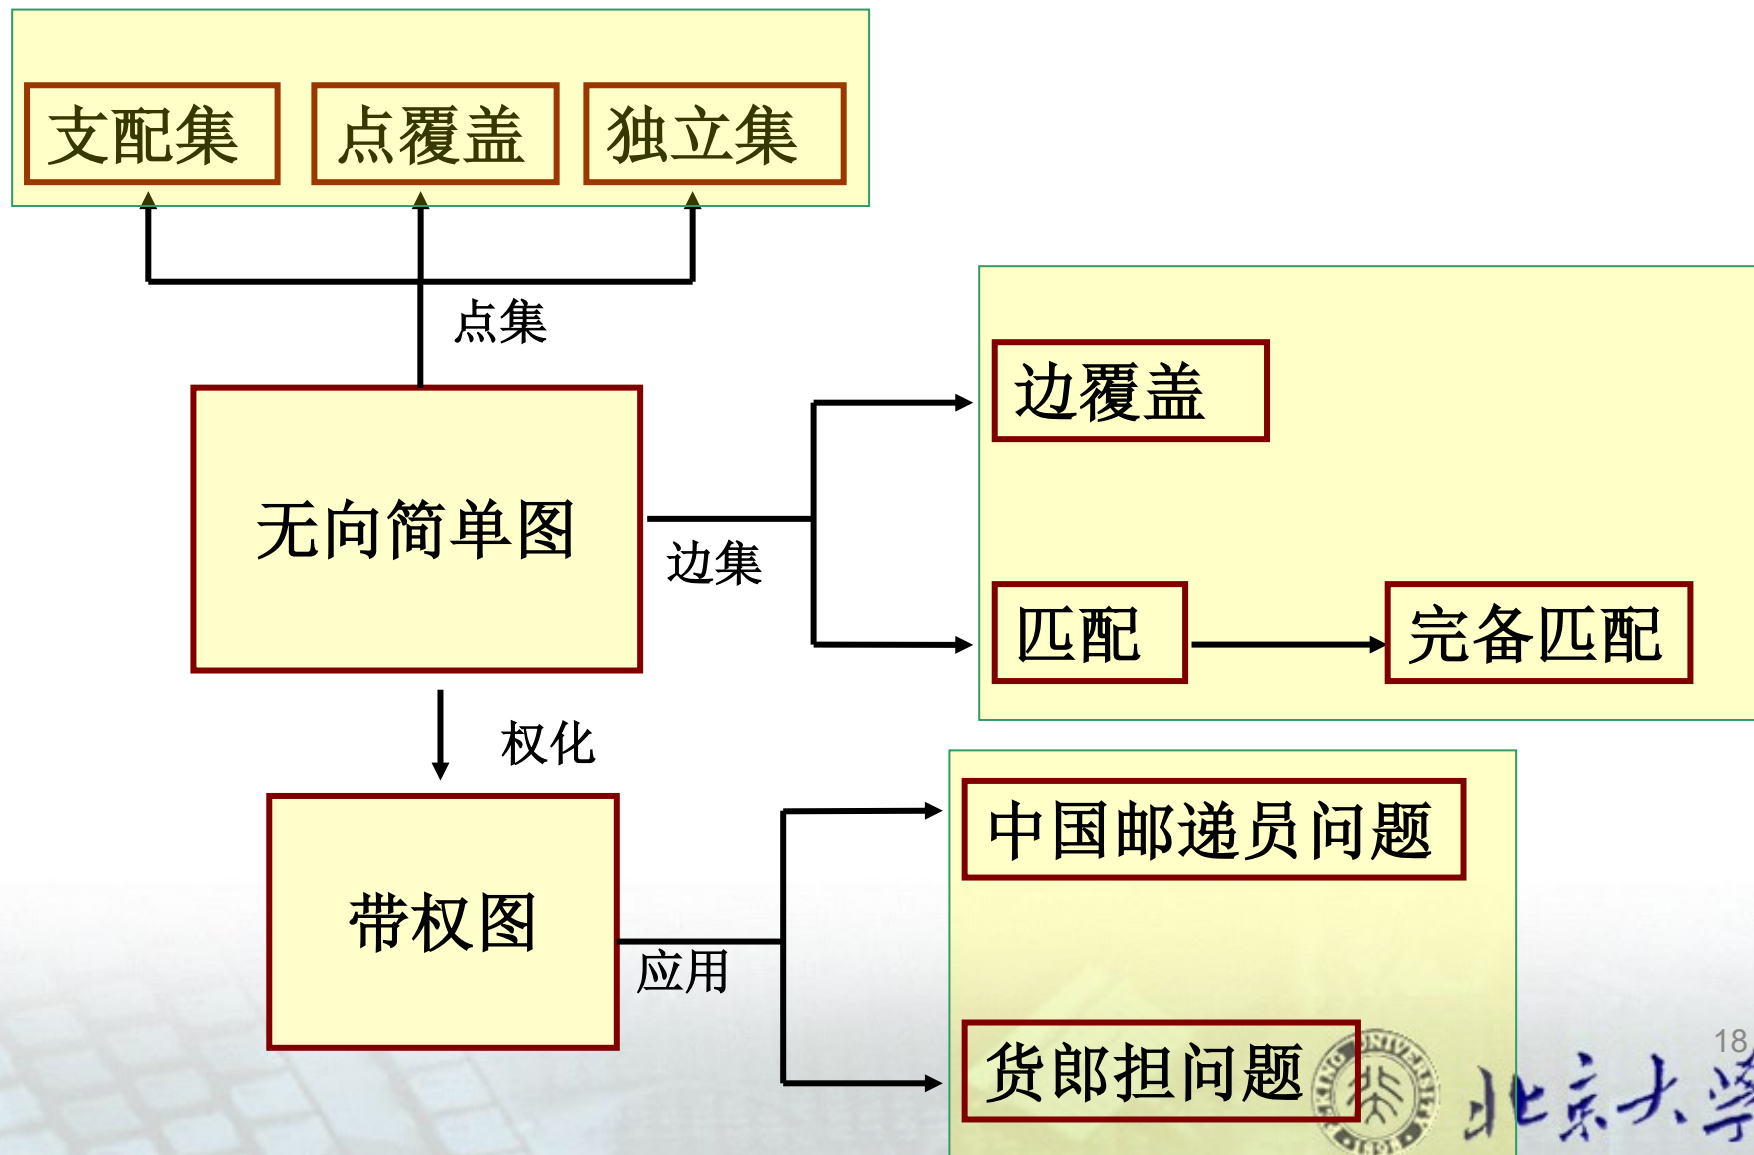 支配集
点覆盖
独立集
点集
边覆盖
无向简单图
边集
匹配
完备匹配
权化
中国邮递员问题
带权图
应用
货郎担问题
18
北京大学